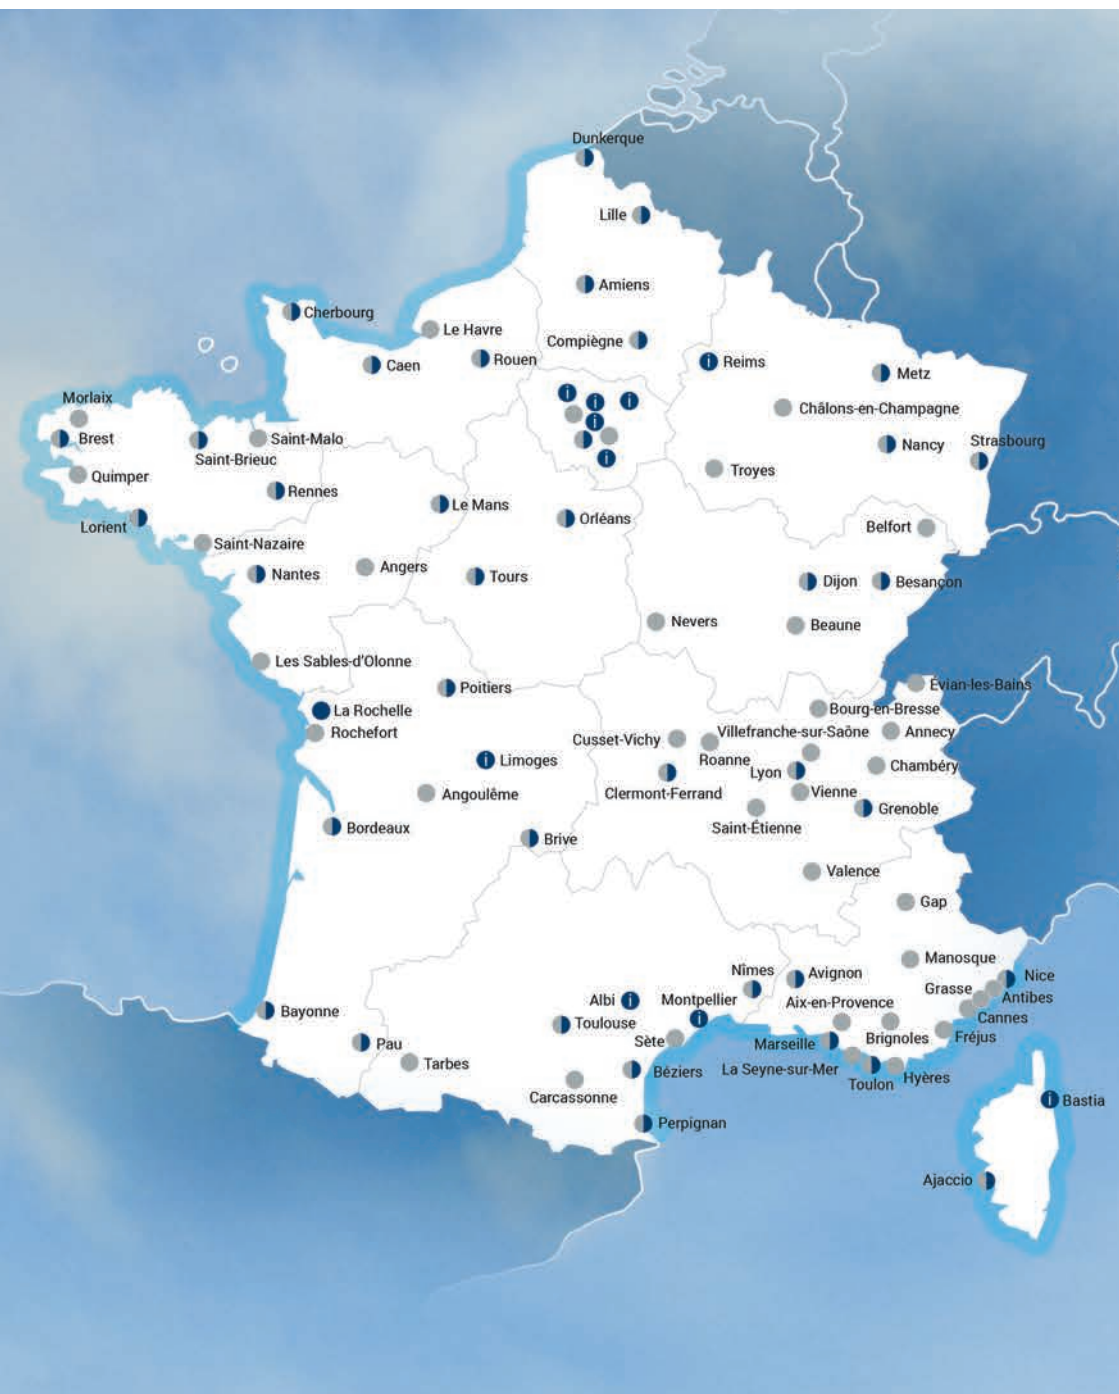 Dunkerque
Lille
Amiens
Cherbourg
Le Havre
Compiègne
Rouen
i Reims
Caen
Metz
i
i
i
Morlaix
Châlons-en-Champagne
i
Brest
Saint-Malo
Nancy
Strasbourg
Saint-Brieuc
i
Troyes
Quimper
Rennes
Le Mans
Orléans
Lorient
Belfort
Saint-Nazaire
Angers
Nantes
Tours
Dijon
Besançon
Nevers
Beaune
Les Sables-d'Olonne
Évian-les-Bains
Poitiers
La Rochelle
Bourg-en-Bresse
Rochefort
Villefranche-sur-Saône
Annecy
Cusset-Vichy
Roanne
i Limoges
Chambéry
Lyon
Clermont-Ferrand
Vienne
Angoulême
Grenoble
Saint-Étienne
Bordeaux
Brive
Valence
Gap
Manosque
Nîmes
Avignon
Nice
Grasse
Antibes
Albi i
Montpellier
i
Aix-en-Provence
Bayonne
Cannes
Toulouse
Brignoles
Fréjus
Sète
Pau
Marseille
Tarbes
Béziers
La Seyne-sur-Mer
Hyères
Toulon
Carcassonne
i Bastia
Perpignan
Ajaccio